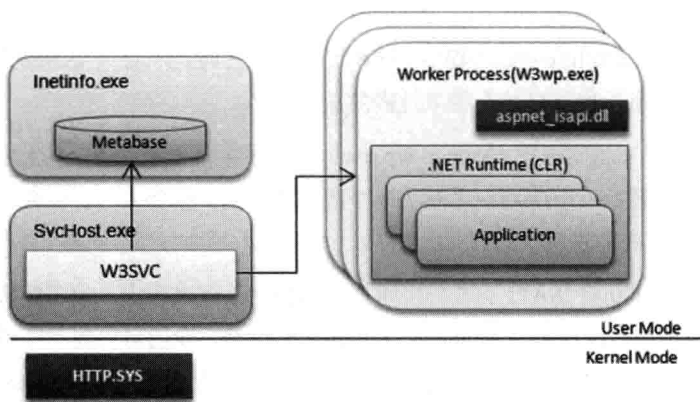 Inetinfo.exe
Metabase
SvcHost.exe
W3SVC
Worker Process(W3wp.exe)
aspnet_isapi.dll
.NET Runtime (CLR)
Application
User Mode
Kernel Mode
HTTP.SYS